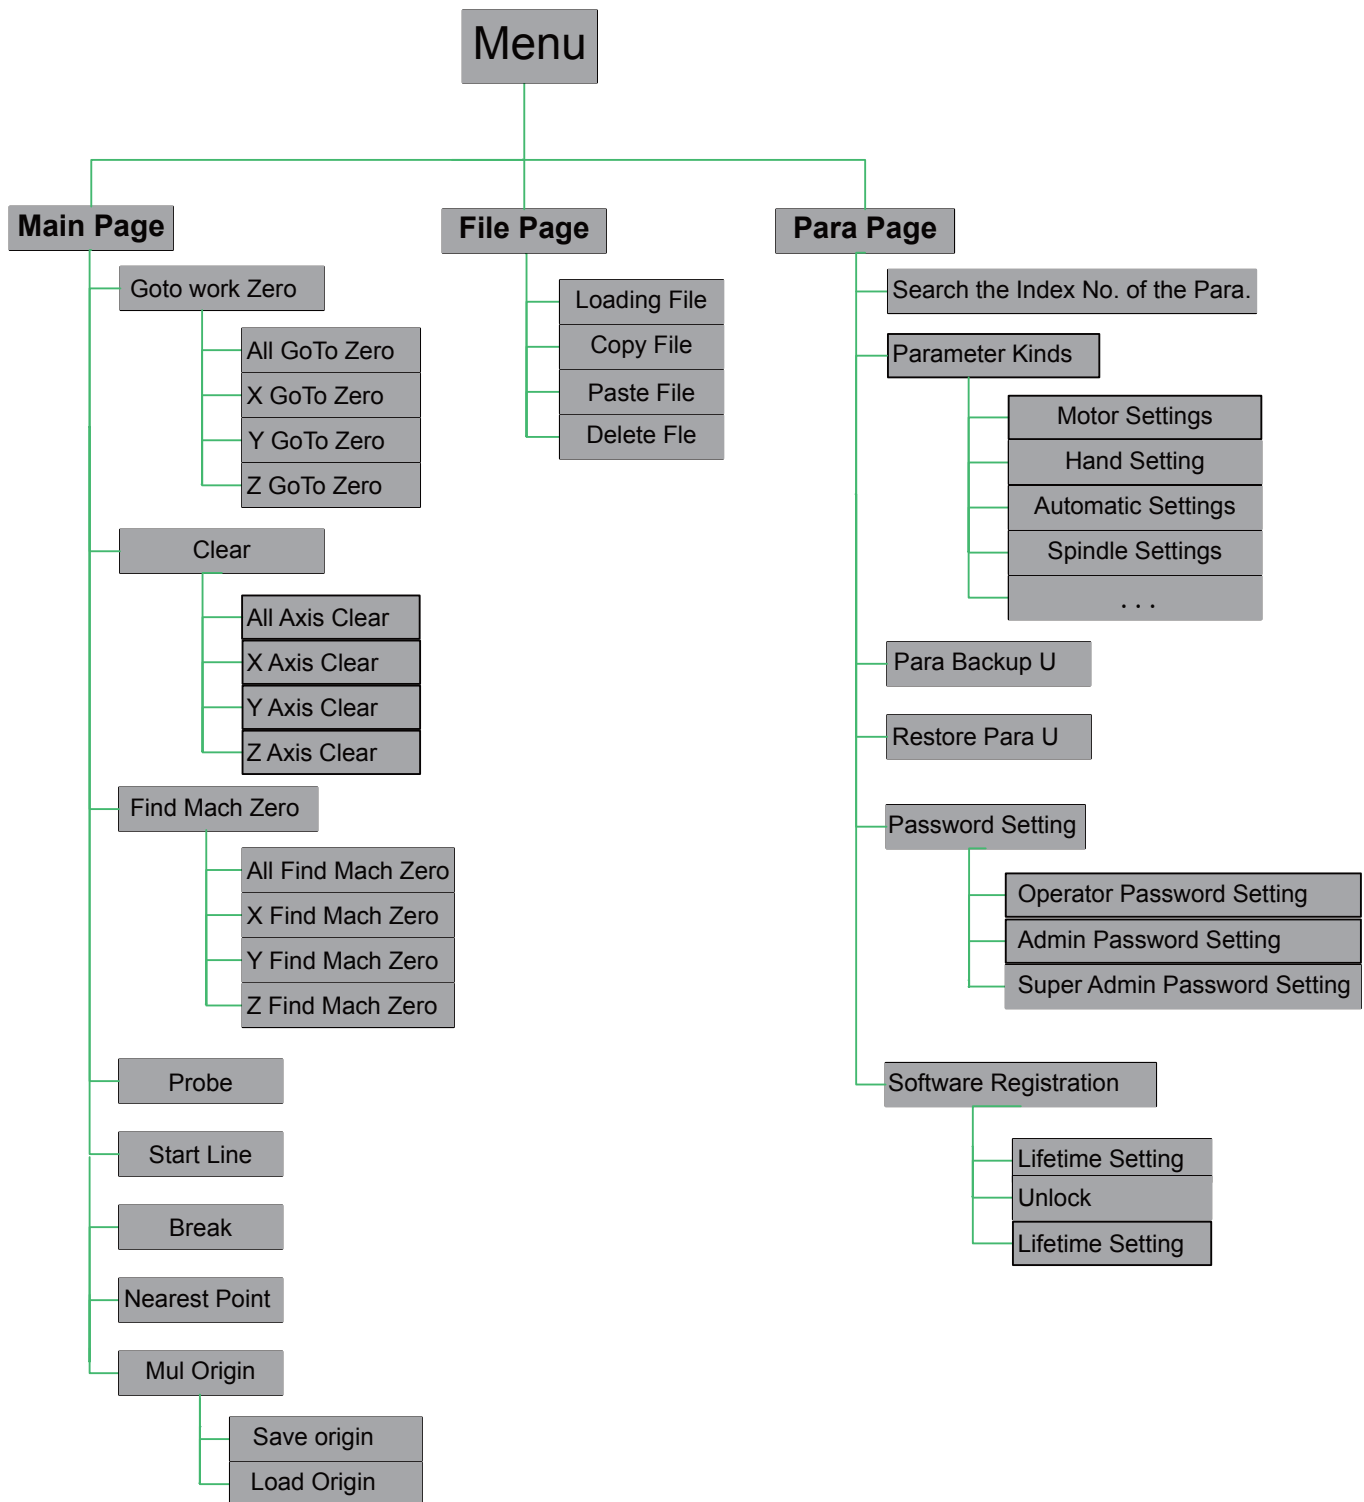 Menu
Main Page
Goto work Zero
All GoTo Zero
X GoTo Zero
Y GoTo Zero
Z GoTo Zero
Clear
All Axis Clear
X Axis Clear
Y Axis Clear
Z Axis Clear
Find Mach Zero
All Find Mach Zero
X Find Mach Zero
Y Find Mach Zero
Z Find Mach Zero
Probe
Start Line
Break
Nearest Point
Mul Origin
Save origin
Load Origin
File Page
Loading File
Copy File
Paste File
Delete Fle
Para Page
Search the Index No. of the Para.
Parameter Kinds
Motor Settings
Hand Setting
Automatic Settings
Spindle Settings
. . .
Para Backup U
Restore Para U
Password Setting
Operator Password Setting
Admin Password Setting
Super Admin Password Setting
Software Registration
Lifetime Setting
Unlock
Lifetime Setting